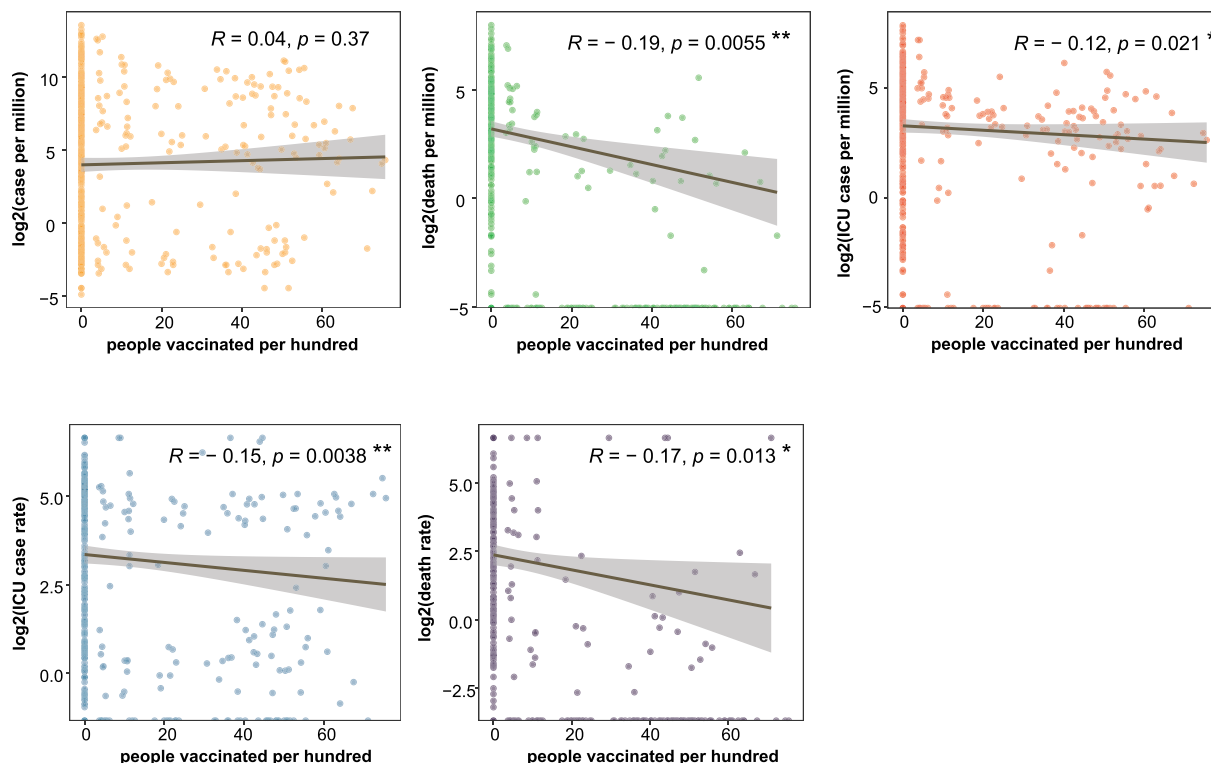 R = 0.04, p = 0.37
log2(case per million)
10
5
0
−5
0 20 40 60
people vaccinated per hundred
R = − 0.19, p = 0.0055 **
log2(death per million)
5
0
−5
0 20 40 60
people vaccinated per hundred
R = − 0.12, p = 0.021 *
log2(ICU case per million)
5
0
−5
0 20 40 60
people vaccinated per hundred
R = − 0.15, p = 0.0038 **
log2(ICU case rate)
5.0
2.5
0.0
0 20 40 60
people vaccinated per hundred
R = − 0.17, p = 0.013 *
log2(death rate)
5.0
2.5
0.0
−2.5
0 20 40 60
people vaccinated per hundred